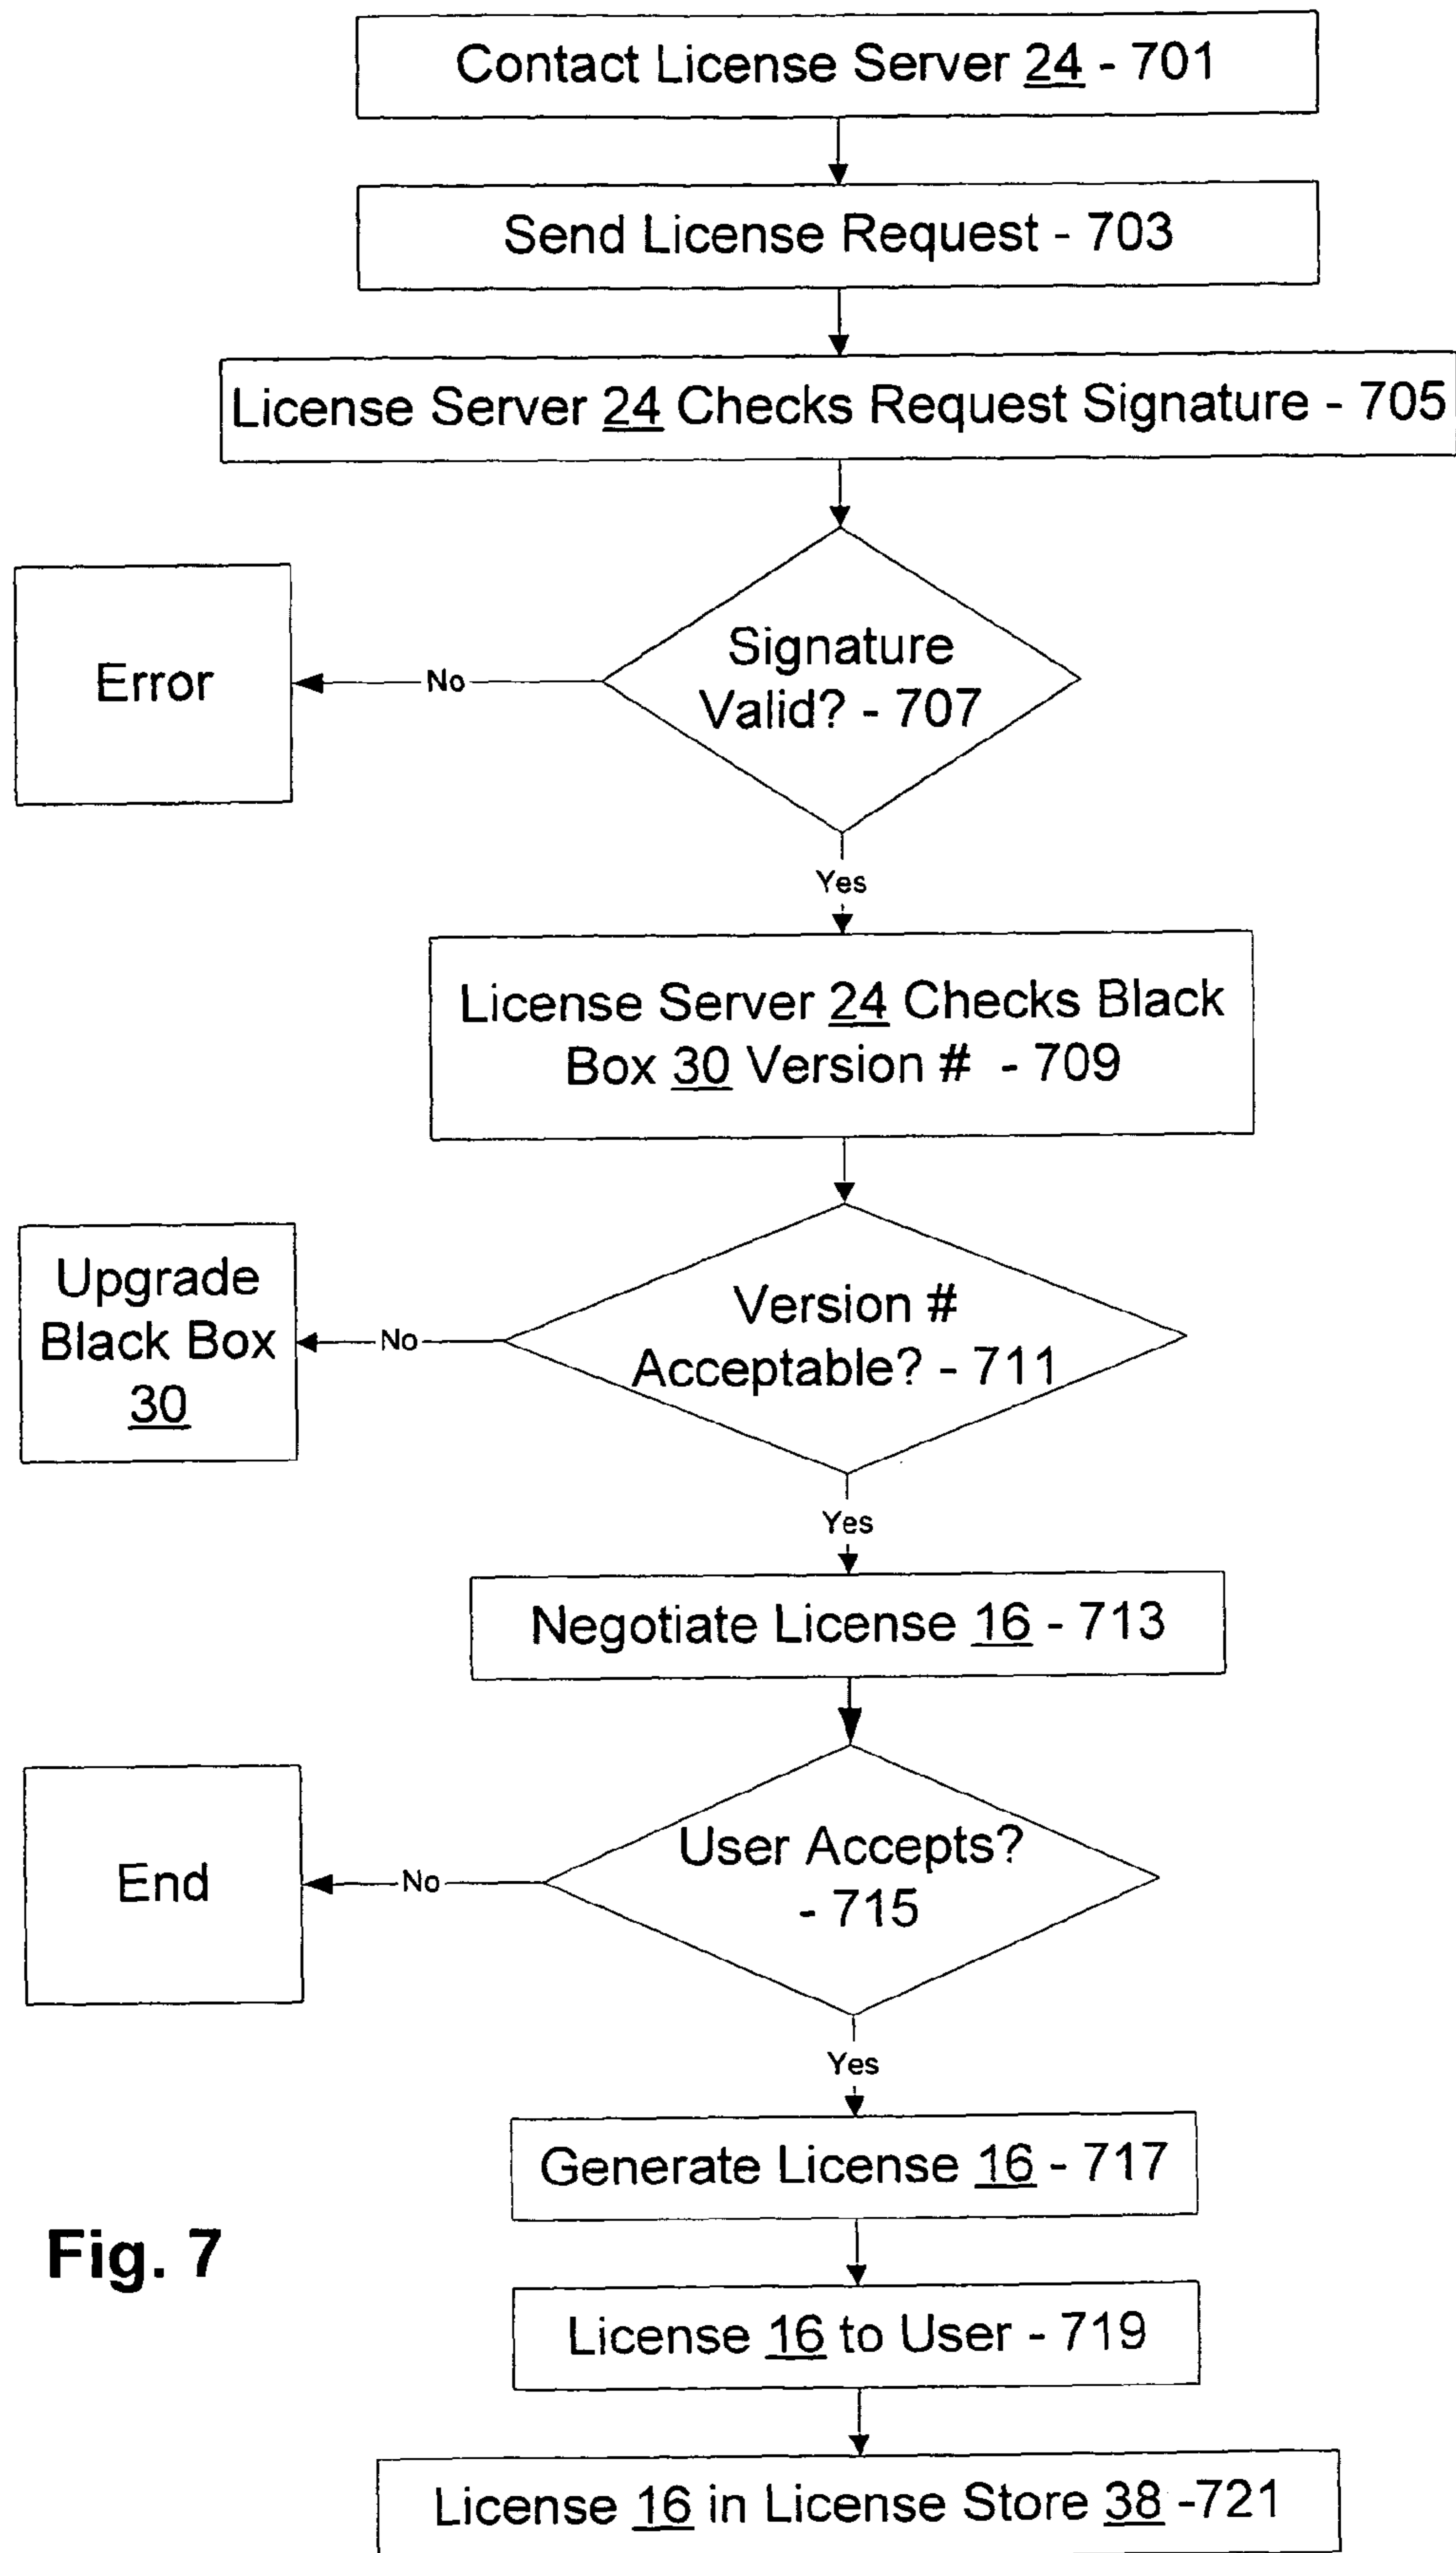 Contact License Server 24 - 701
Send License Request - 703
License Server 24 Checks Request Signature - 705
Signature
Valid? - 707
No
Error
Yes
License Server 24 Checks Black
Box 30 Version # - 709
Version #
Acceptable? - 711
No
Upgrade
Black Box
30
Yes
Negotiate License 16 - 713
User Accepts?
- 715
No
End
Yes
Generate License 16 - 717
License 16 to User - 719
License 16 in License Store 38 -721
Fig. 7